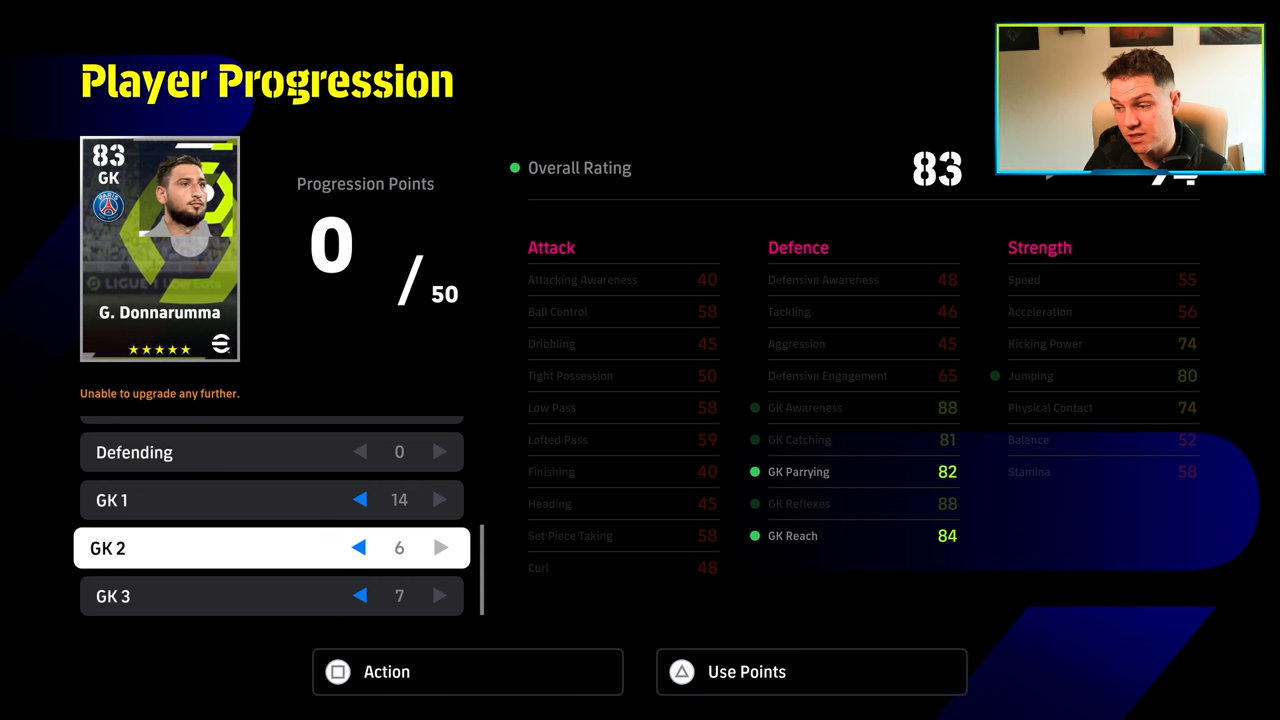 Player Progression
83
GK
PARIS
LIGUE 1 Uber Eats
G. Donnarumma
Progression Points
0 / 50
Unable to upgrade any further.
Defending 0
GK 1 14
GK 2 6
GK 3 7
Overall Rating 83
Attack
Attacking Awareness 40
Ball Control 58
Dribbling 45
Tight Possession 50
Low Pass 58
Lofted Pass 59
Finishing 40
Heading 45
Set Piece Taking 58
Curl 48
Defence
Defensive Awareness 48
Tackling 46
Aggression 45
Defensive Engagement 65
GK Awareness 88
GK Catching 81
GK Parrying 82
GK Reflexes 88
GK Reach 84
Strength
Speed 55
Acceleration 56
Kicking Power 74
Jumping 80
Physical Contact 74
Balance 52
Stamina 58
Action
Use Points